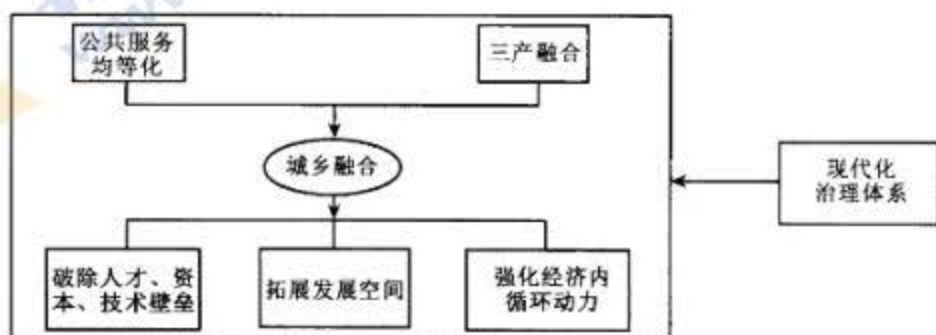 公共服务
均等化
三产融合
城乡融合
现代化
治理体系
破除人才、资
本、技术壁垒
拓展发展空间
强化经济内
循环动力